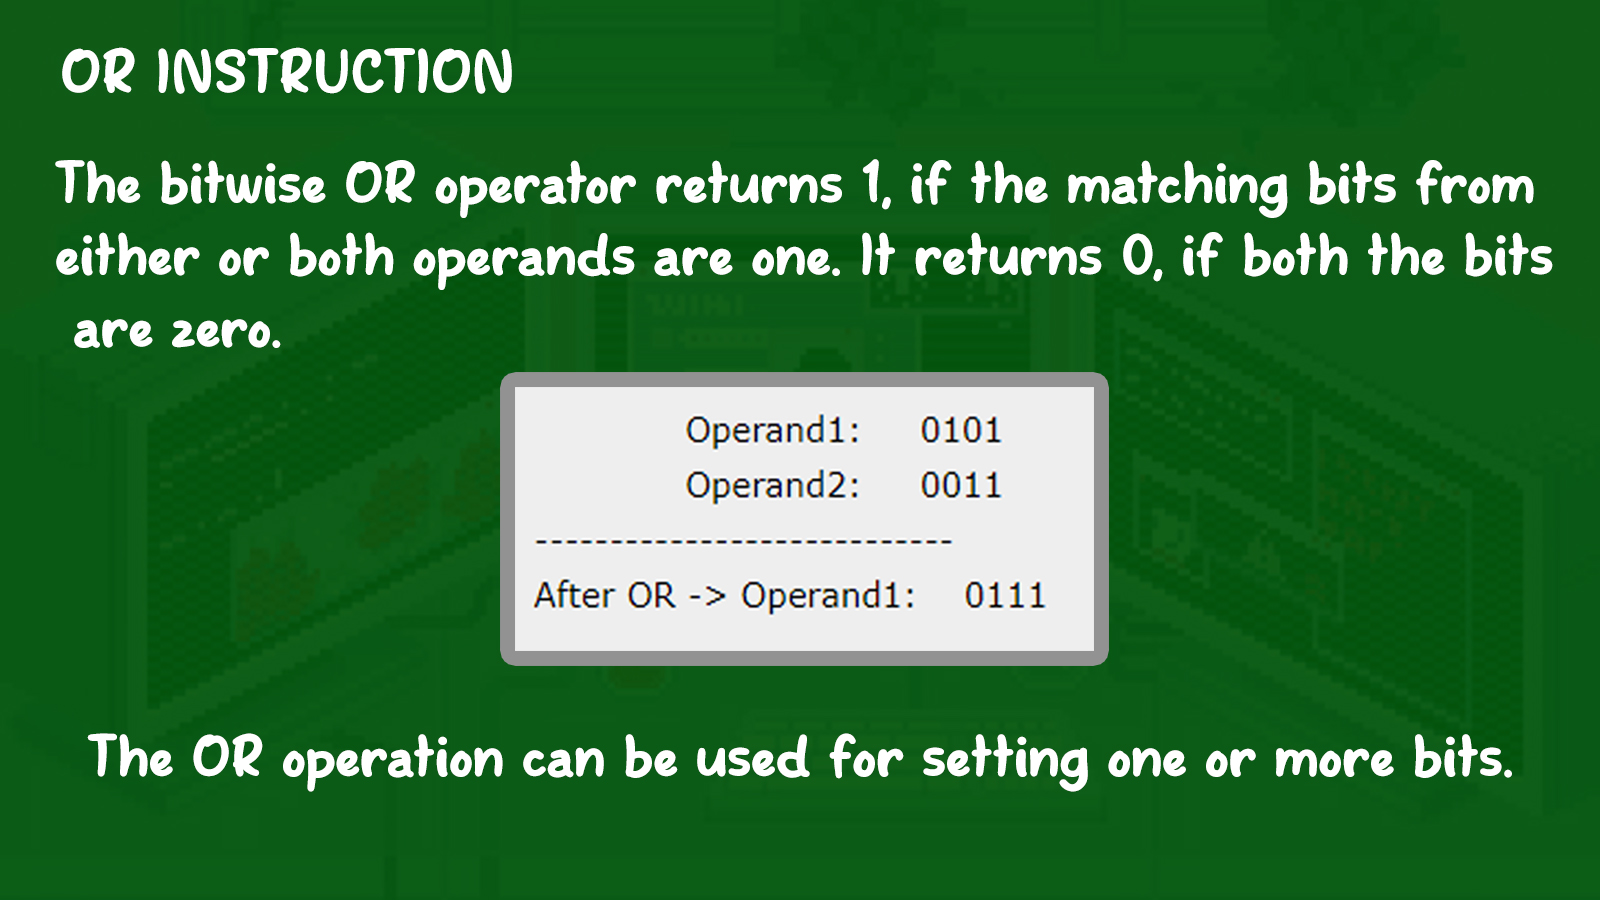 OR INSTRUCTION
The bitwise OR operator returns 1, if the matching bits from
either or both operands are one. It returns 0, if both the bits
are zero.
Operand1: 0101
Operand2: 0011
----------------------------
After OR -> Operand1: 0111
The OR operation can be used for setting one or more bits.